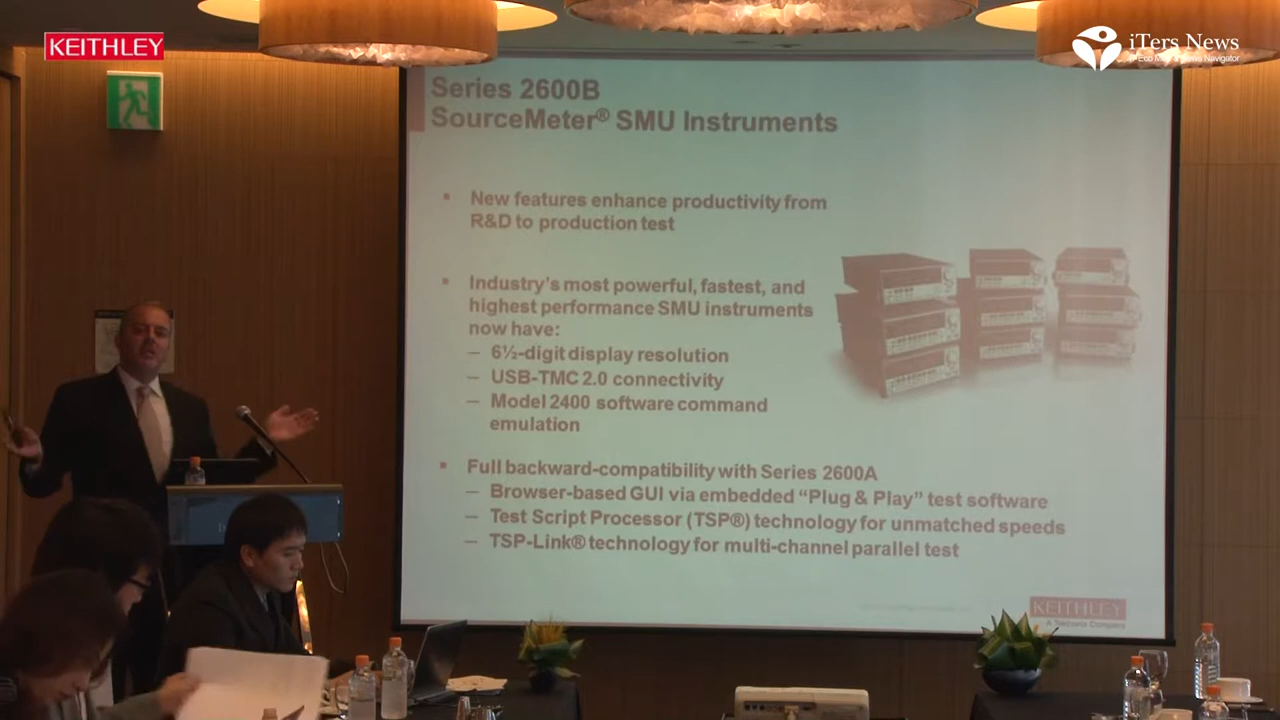 KEITHLEY
iTers News
Series 2600B
SourceMeter® SMU Instruments
▪ New features enhance productivity from
R&D to production test
▪ Industry's most powerful, fastest, and
highest performance SMU instruments
now have:
– 6½-digit display resolution
– USB-TMC 2.0 connectivity
– Model 2400 software command
emulation
▪ Full backward-compatibility with Series 2600A
– Browser-based GUI via embedded “Plug & Play” test software
– Test Script Processor (TSP®) technology for unmatched speeds
– TSP-Link® technology for multi-channel parallel test
KEITHLEY
A Tektronix Company